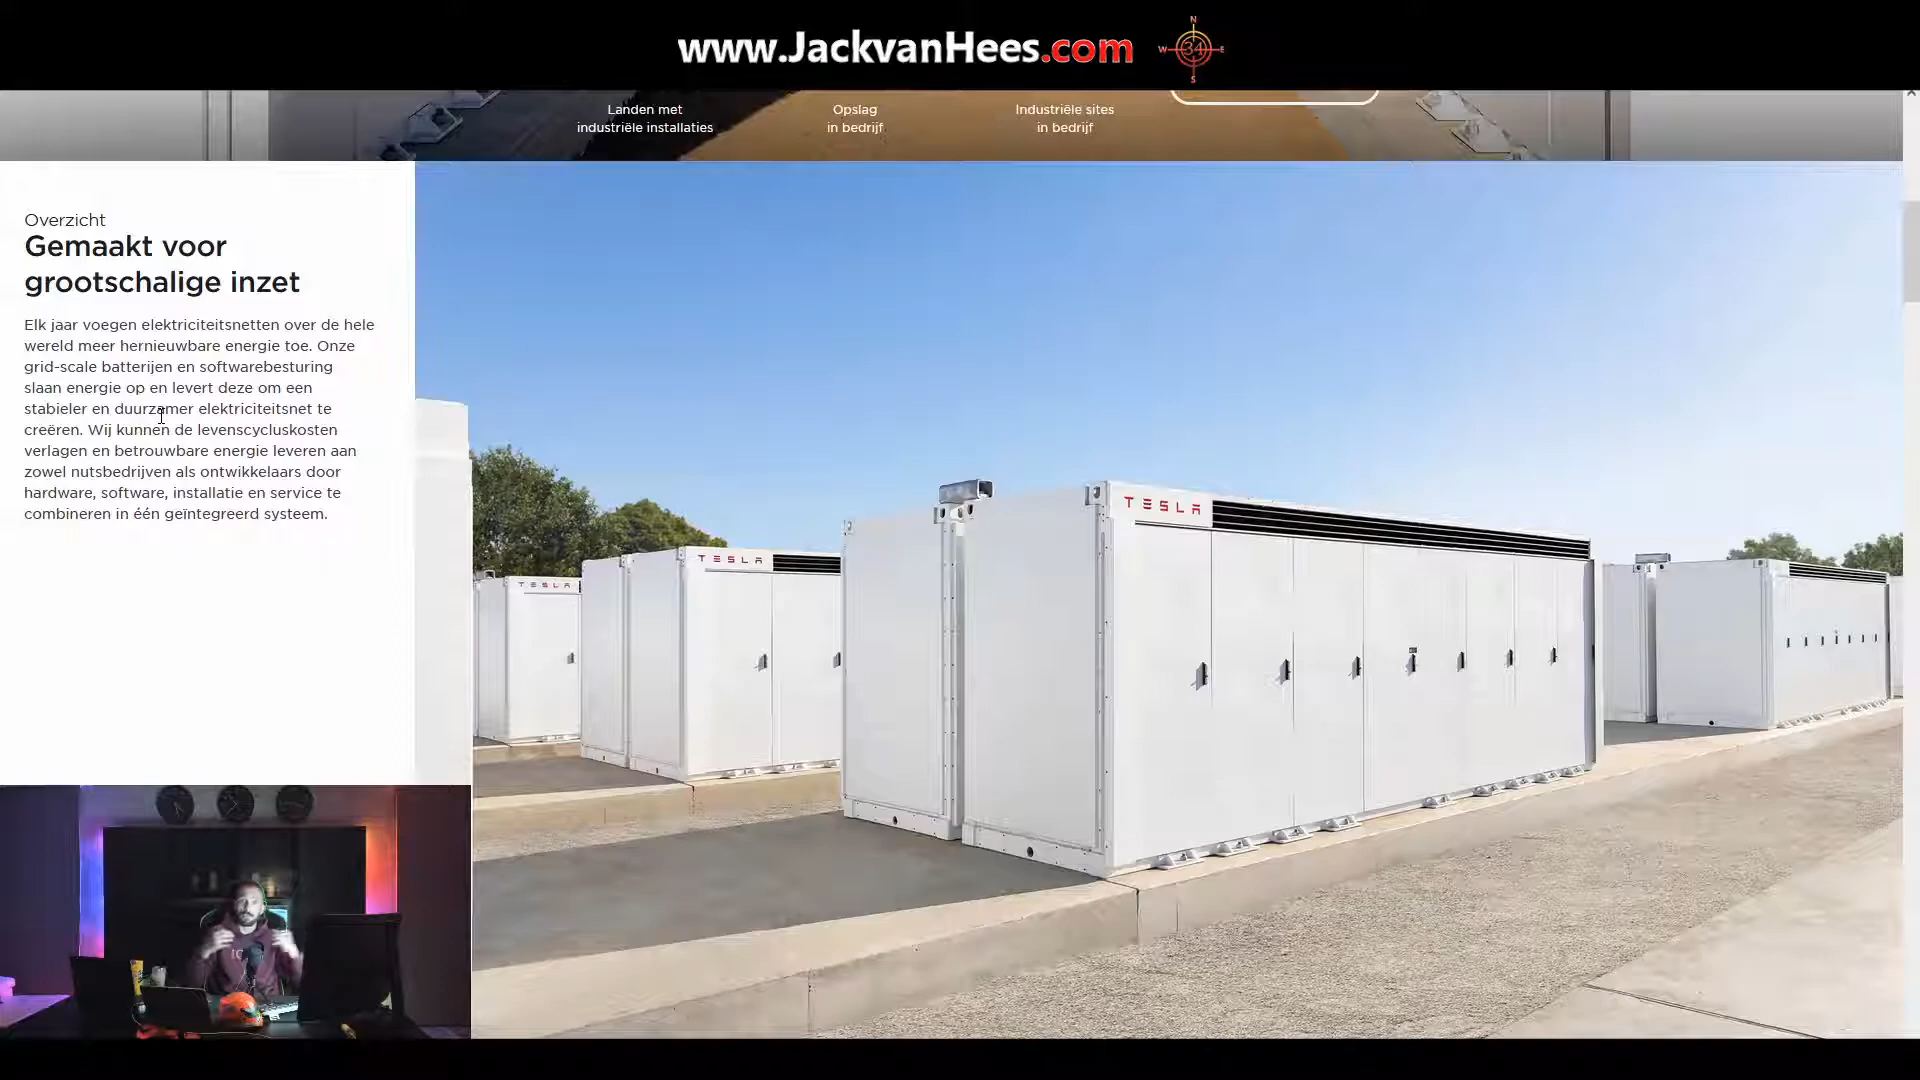 www.JackvanHees.com
N
W 34 E
S
Landen met
industriële installaties
Opslag
in bedrijf
Industriële sites
in bedrijf
Overzicht
Gemaakt voor
grootschalige inzet
Elk jaar voegen elektriciteitsnetten over de hele
wereld meer hernieuwbare energie toe. Onze
grid-scale batterijen en softwarebesturing
slaan energie op en levert deze om een
stabieler en duurzamer elektriciteitsnet te
creëren. Wij kunnen de levenscycluskosten
verlagen en betrouwbare energie leveren aan
zowel nutsbedrijven als ontwikkelaars door
hardware, software, installatie en service te
combineren in één geïntegreerd systeem.
TESLA
TESLA
TESLA